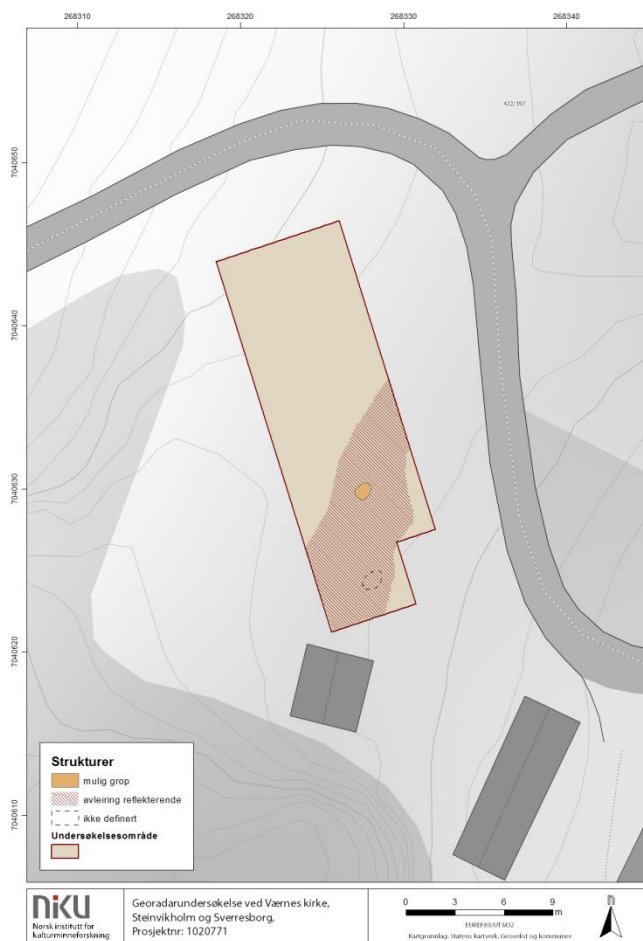 268310
268320
268330
268340
422/397
7040650
7040640
7040630
7040620
7040610
Strukturer
mulig grop
avleiring reflekterende
ikke definert
Undersøkelsesområde
niku
Norsk institutt for
kulturminneforskning
Georadarundersøkelse ved Værnes kirke,
Steinvikholm og Sverresborg,
Prosjektnr: 1020771
0 3 6 9
m
EUREF89/UTM32
Kartgrunnlag: Statens kartverk, Geovekst og kommuner
n